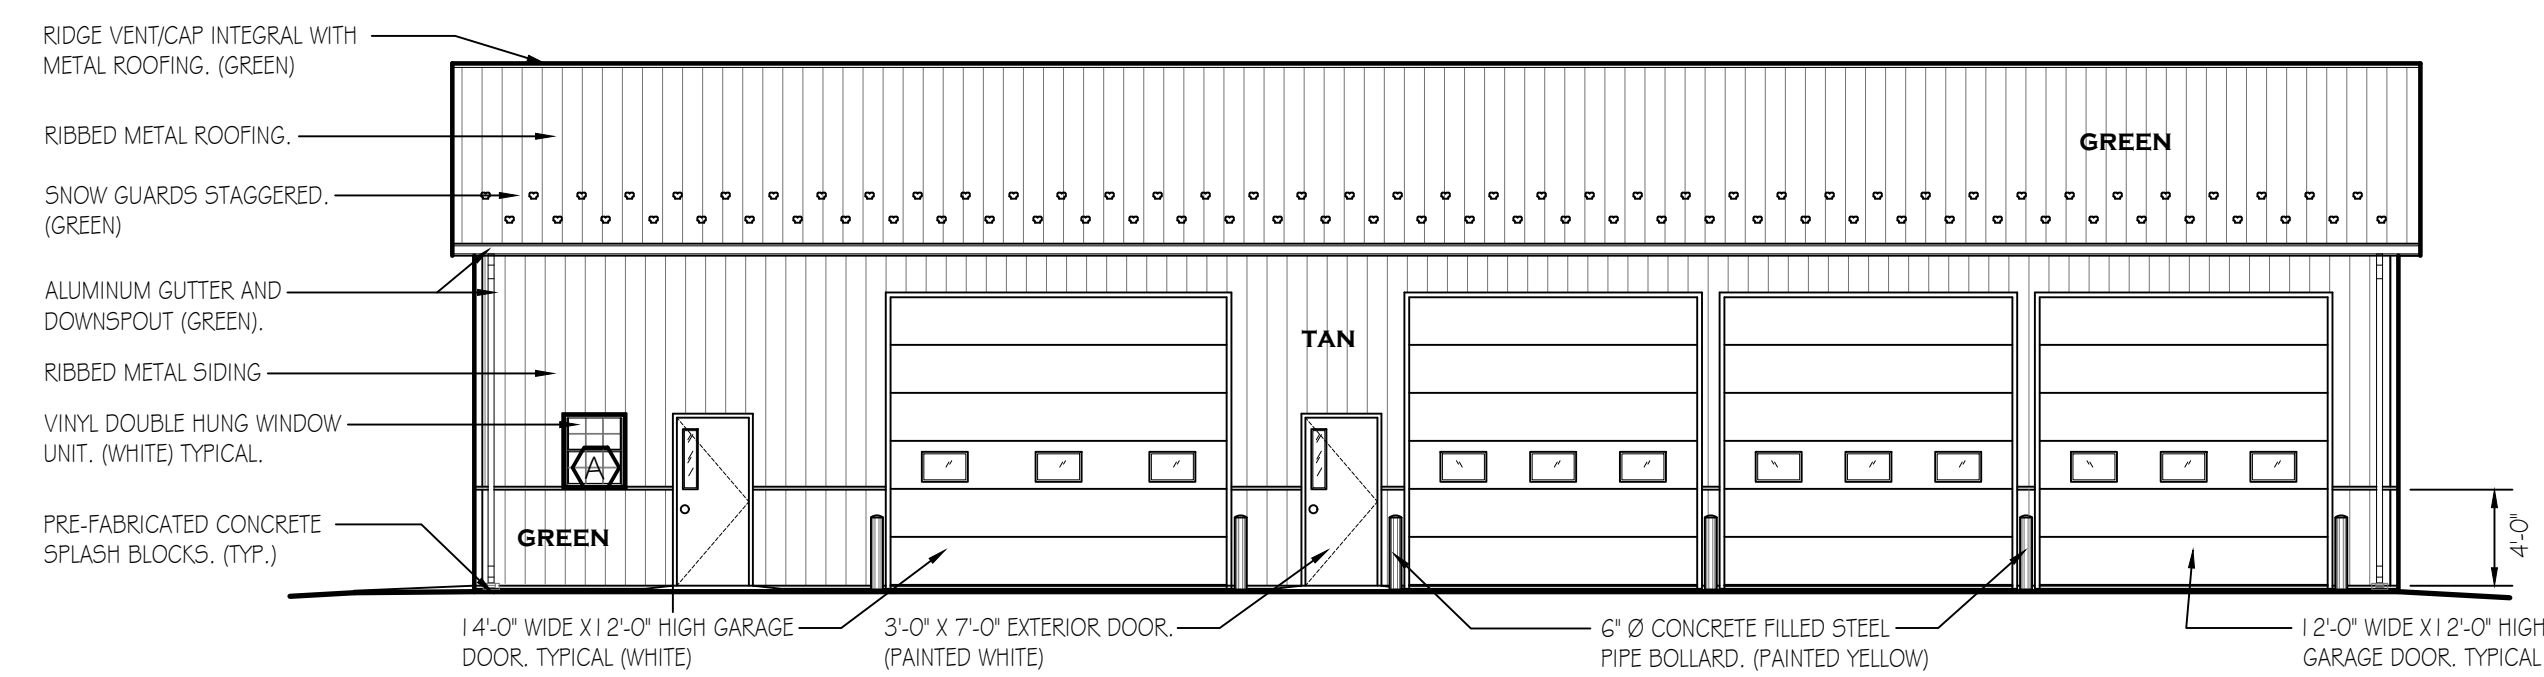 RIDGE VENT/CAP INTEGRAL WITH
METAL ROOFING. (GREEN)
RIBBED METAL ROOFING.
GREEN
SNOW GUARDS STAGGERED.
(GREEN)
ALUMINUM GUTTER AND
DOWNSPOUT (GREEN).
TAN
RIBBED METAL SIDING
VINYL DOUBLE HUNG WINDOW
UNIT. (WHITE) TYPICAL.
A
PRE-FABRICATED CONCRETE
SPLASH BLOCKS. (TYP.)
GREEN
4'-0"
14'-0" WIDE X12'-0" HIGH GARAGE
DOOR. TYPICAL (WHITE)
3'-0" X 7'-0" EXTERIOR DOOR.
(PAINTED WHITE)
6" Ø CONCRETE FILLED STEEL
PIPE BOLLARD. (PAINTED YELLOW)
12'-0" WIDE X12'-0" HIGH
GARAGE DOOR. TYPICAL